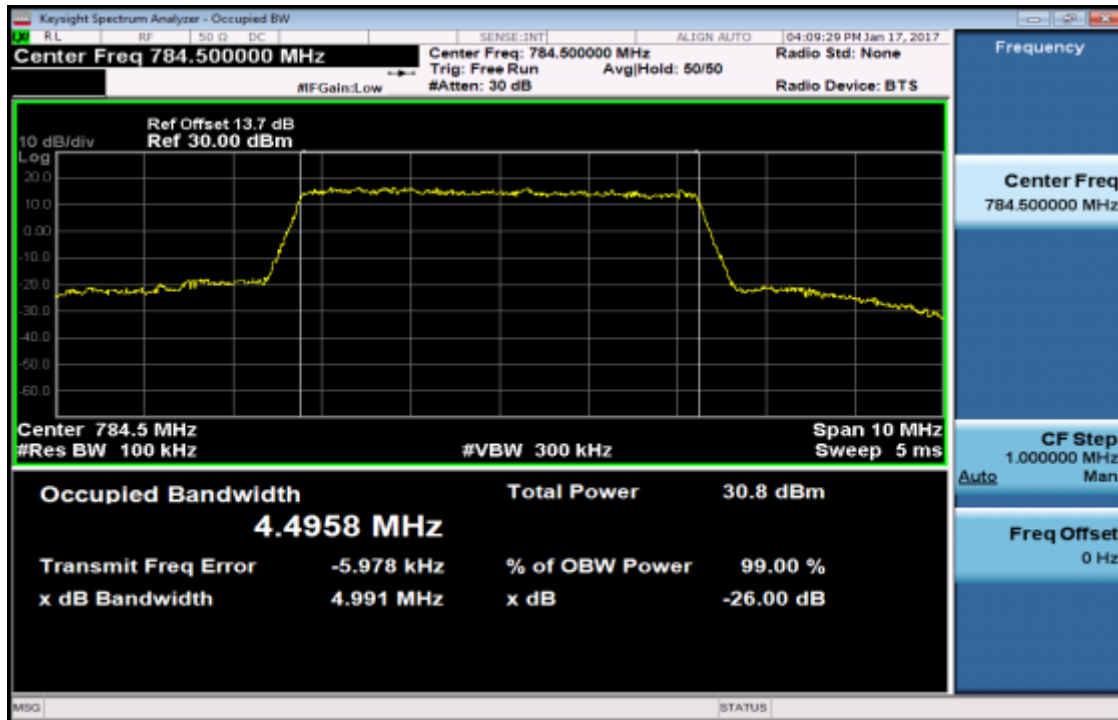 Keysight Spectrum Analyzer - Occupied BW
RL RF 50 Ω DC SENSE:INT ALIGN AUTO 04:09:29 PM Jan 17, 2017
Center Freq 784.500000 MHz
Center Freq: 784.500000 MHz Radio Std: None
Trig: Free Run Avg|Hold: 50/50
#IFGain:Low #Atten: 30 dB Radio Device: BTS
Ref Offset 13.7 dB
10 dB/div Ref 30.00 dBm
Log
20.0
10.0
0.00
-10.0
-20.0
-30.0
-40.0
-50.0
-60.0
Center 784.5 MHz Span 10 MHz
#Res BW 100 kHz #VBW 300 kHz Sweep 5 ms
Occupied Bandwidth Total Power 30.8 dBm
4.4958 MHz
Transmit Freq Error -5.978 kHz % of OBW Power 99.00 %
x dB Bandwidth 4.991 MHz x dB -26.00 dB
MSG STATUS
Frequency
Center Freq
784.500000 MHz
CF Step
1.000000 MHz
Auto Man
Freq Offset
0 Hz